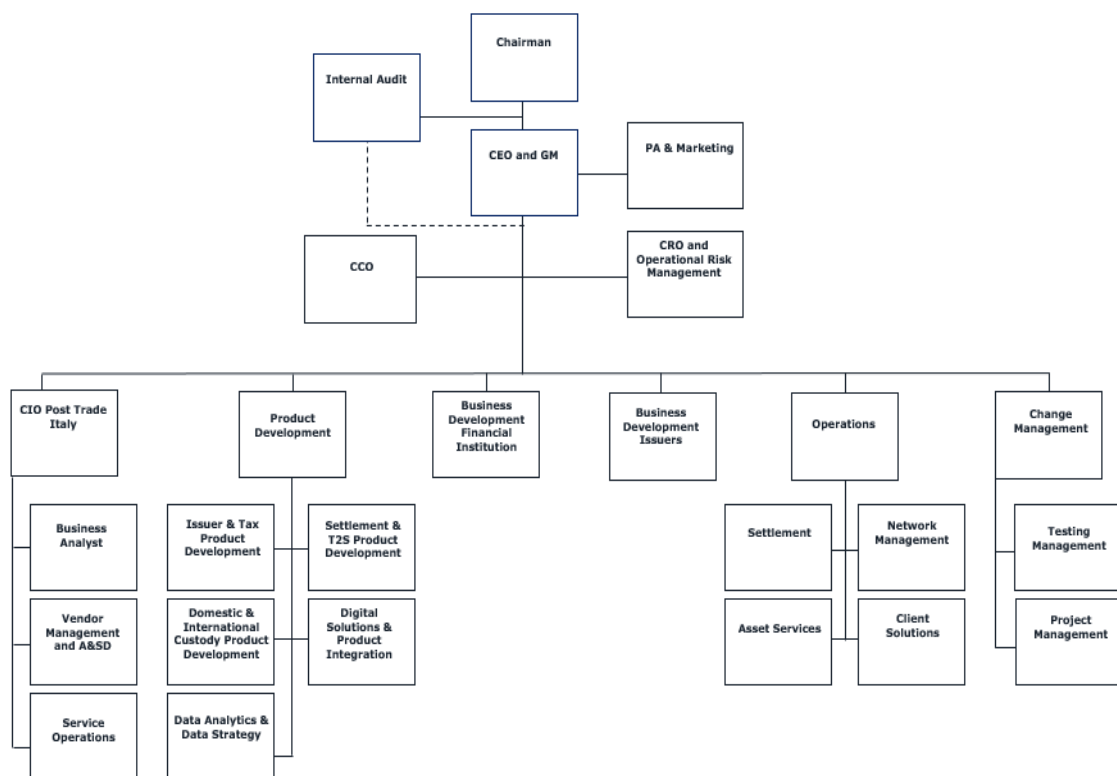 Chairman
Internal Audit
CEO and GM
PA & Marketing
CCO
CRO and
Operational Risk
Management
CIO Post Trade
Italy
Product
Development
Business
Development
Financial
Institution
Business
Development
Issuers
Operations
Change
Management
Business
Analyst
Issuer & Tax
Product
Development
Settlement &
T2S Product
Development
Settlement
Network
Management
Testing
Management
Vendor
Management
and A&SD
Domestic &
International
Custody Product
Development
Digital
Solutions &
Product
Integration
Asset Services
Client
Solutions
Project
Management
Service
Operations
Data Analytics &
Data Strategy